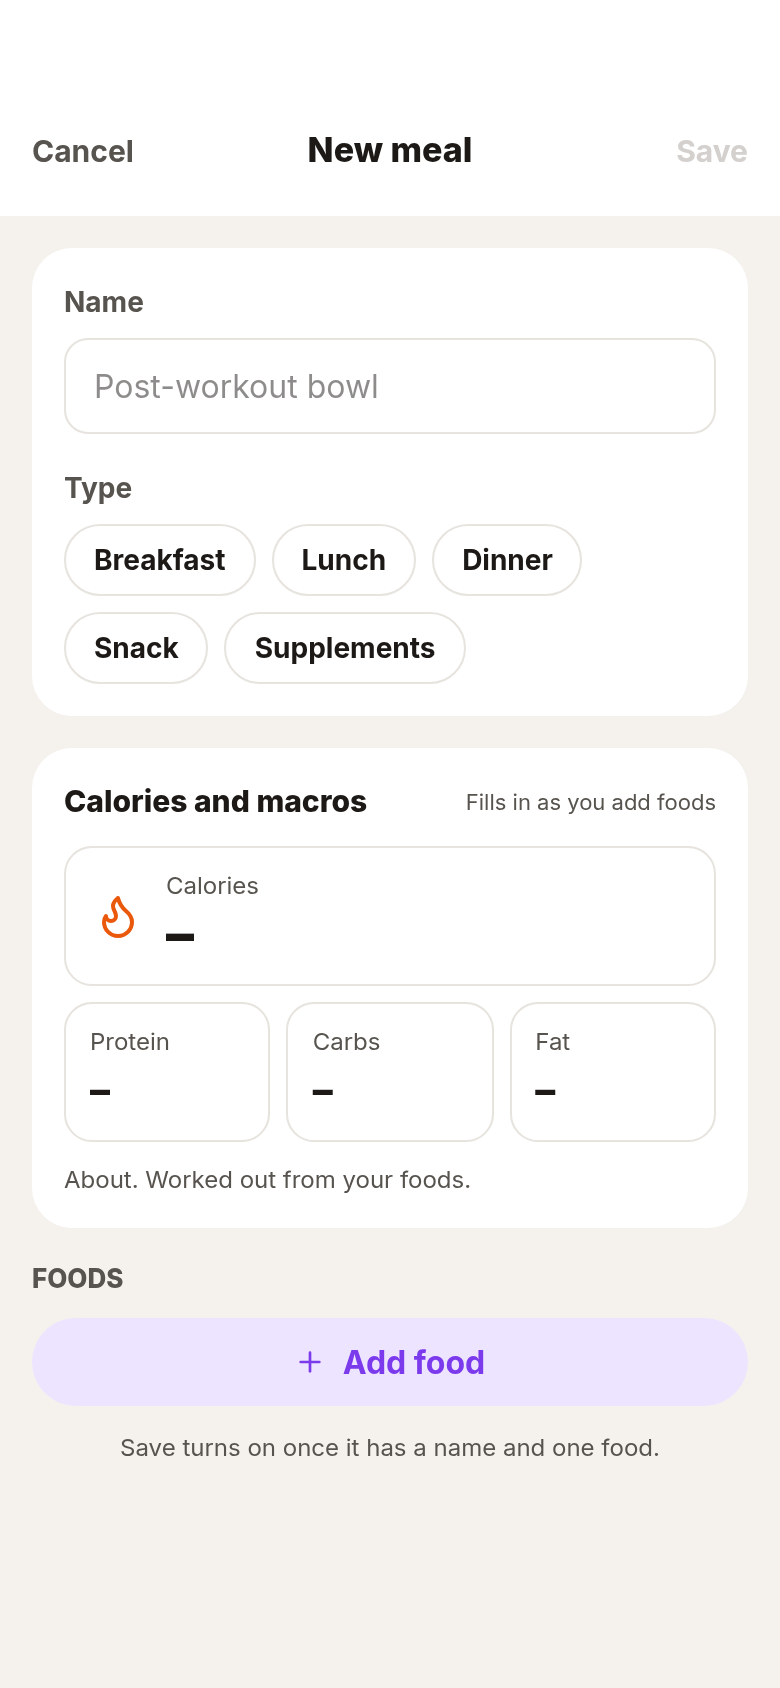 Cancel
New meal
Save
Name
Post-workout bowl
Type
Breakfast
Lunch
Dinner
Snack
Supplements
Calories and macros
Fills in as you add foods
Calories
–
Protein
Carbs
Fat
–
–
–
About. Worked out from your foods.
FOODS
+ Add food
Save turns on once it has a name and one food.